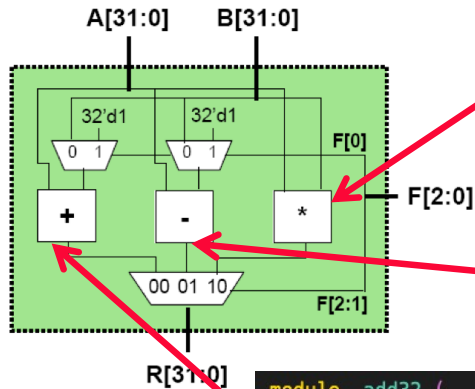 A[31:0] B[31:0]
32'd1 32'd1
0 1 0 1
F[0]
F[2:0]
+ - *
00 01 10
F[2:1]
R[31:0]
module add32 (